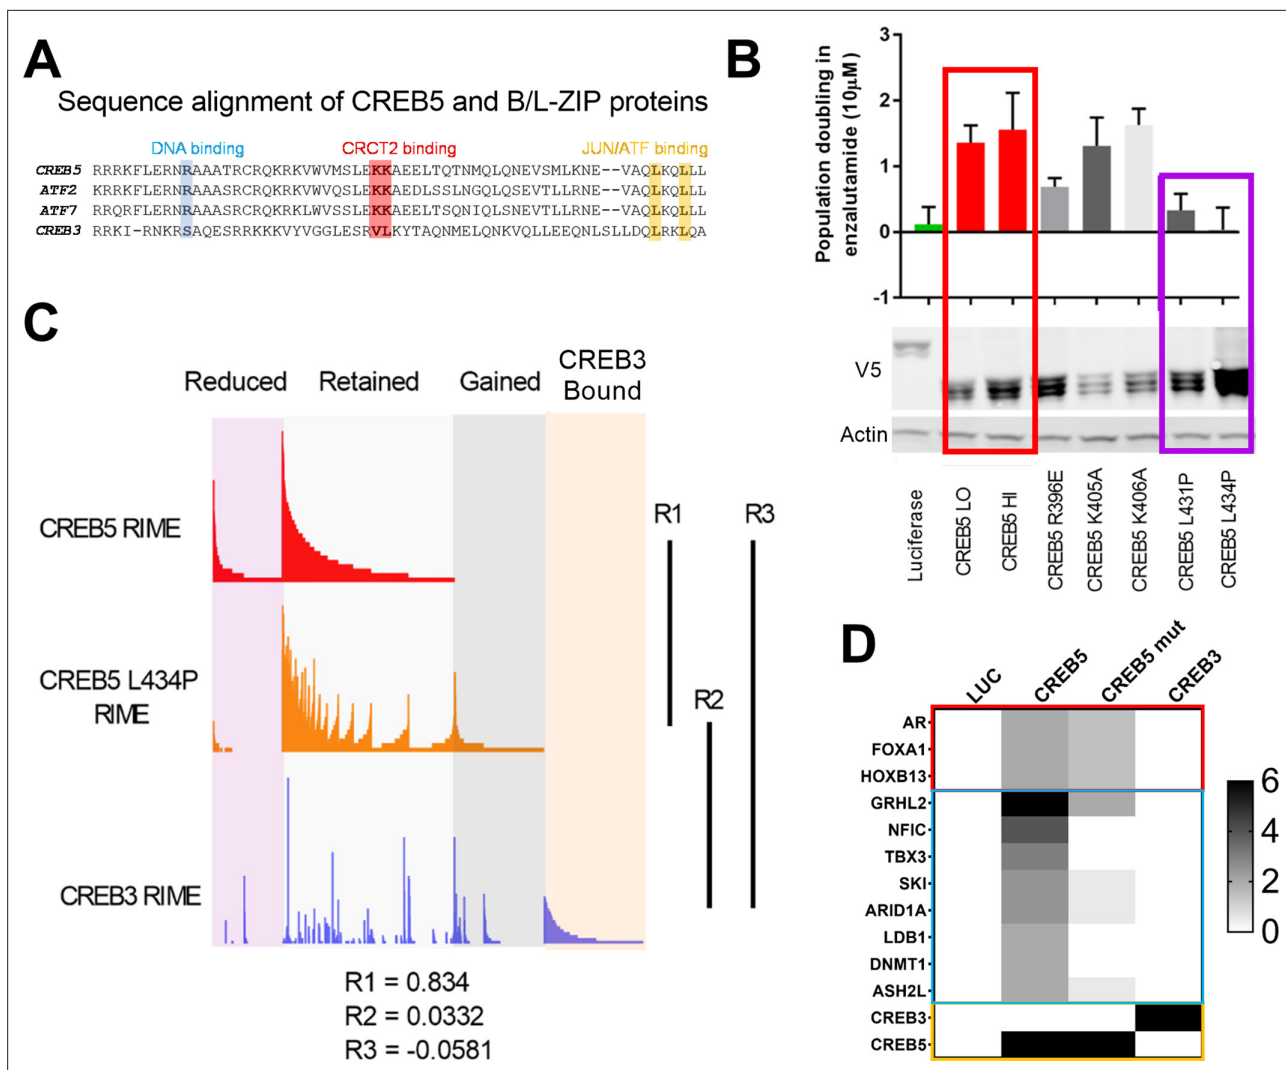 A
Sequence alignment of CREB5 and B/L-ZIP proteins
DNA binding CRCT2 binding JUN/ATF binding
CREB5 RRRKFLERNRAAATRCRQKRKVWVMSLEKKAEELTQTNMQLQNEVSMLKNE--VAQLKQLLL
ATF2 RRRKFLERNRAAASRCRQKRKVWVQSLEKKAEDLSSLNGQLQSEVTLLRNE--VAQLKQLLL
ATF7 RRQRFLERNRAAASRCRQKRKLWVSSLEKKAEELTSQNIQLSNEVTLLRNE--VAQLKQLLL
CREB3 RRKI-RNKRSAQESRRKKKVYVGGLESRVLKYTAQNMELQNKVQLLEEQNLSLLDQLRKLQA
B
Population doubling in
enzalutamide (10μM)
3
2
1
0
-1
V5
Actin
Luciferase
CREB5 LO
CREB5 HI
CREB5 R396E
CREB5 K405A
CREB5 K406A
CREB5 L431P
CREB5 L434P
C
Reduced Retained Gained CREB3
Bound
CREB5 RIME
CREB5 L434P
RIME
CREB3 RIME
R1 R3
R2
R1 = 0.834
R2 = 0.0332
R3 = -0.0581
D
LUC
CREB5
CREB5 mut
CREB3
AR
FOXA1
HOXB13
GRHL2
NFIC
TBX3
SKI
ARID1A
LDB1
DNMT1
ASH2L
CREB3
CREB5
6
4
2
0